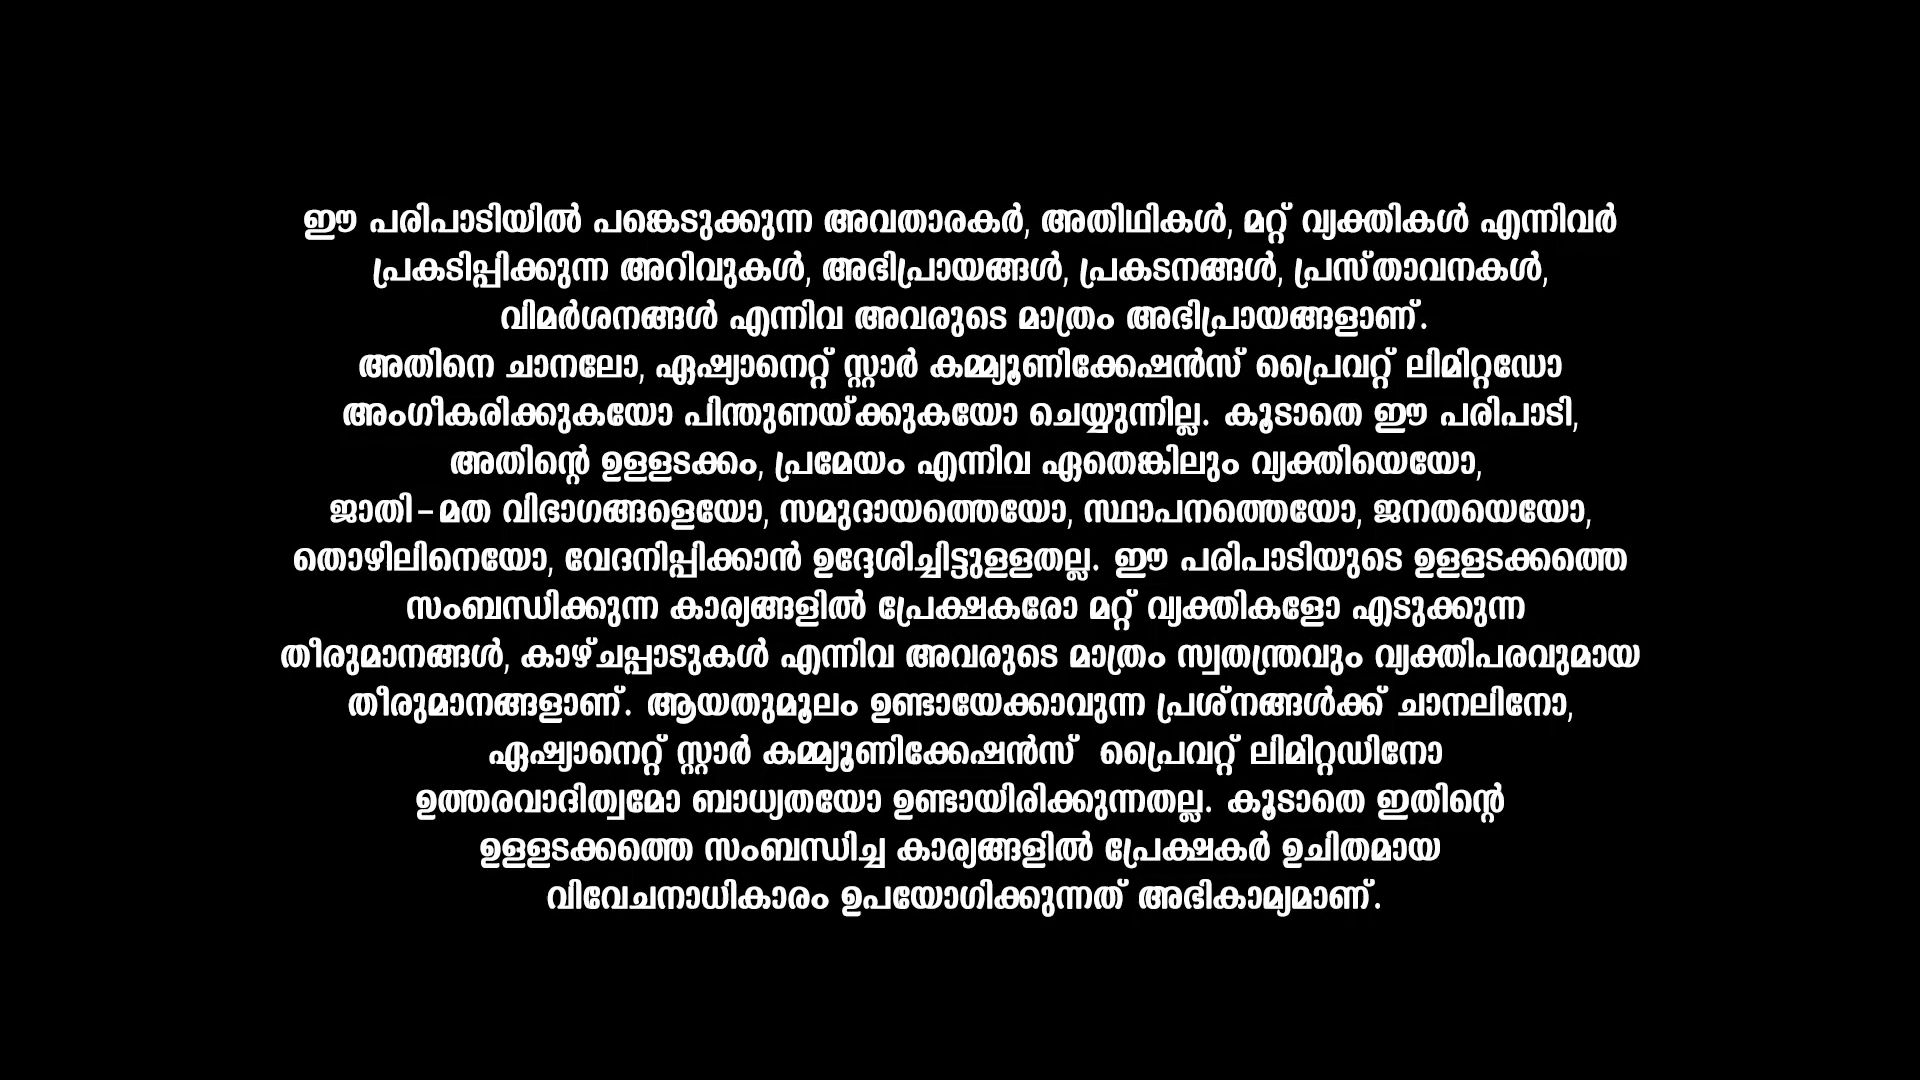 ഈ പരിപാടിയിൽ പങ്കെടുക്കുന്ന അവതാരകർ, അതിഥികൾ, മറ്റ് വ്യക്തികൾ എന്നിവർ
പ്രകടിപ്പിക്കുന്ന അറിവുകൾ, അഭിപ്രായങ്ങൾ, പ്രകടനങ്ങൾ, പ്രസ്താവനകൾ,
വിമർശനങ്ങൾ എന്നിവ അവരുടെ മാത്രം അഭിപ്രായങ്ങളാണ്.
അതിനെ ചാനലോ, ഏഷ്യാനെറ്റ് സ്റ്റാർ കമ്മ്യൂണിക്കേഷൻസ് പ്രൈവറ്റ് ലിമിറ്റഡോ
അംഗീകരിക്കുകയോ പിന്തുണയ്ക്കുകയോ ചെയ്യുന്നില്ല. കൂടാതെ ഈ പരിപാടി,
അതിന്റെ ഉള്ളടക്കം, പ്രമേയം എന്നിവ ഏതെങ്കിലും വ്യക്തിയെയോ,
ജാതി-മത വിഭാഗങ്ങളെയോ, സമുദായത്തെയോ, സ്ഥാപനത്തെയോ, ജനതയെയോ,
തൊഴിലിനെയോ, വേദനിപ്പിക്കാൻ ഉദ്ദേശിച്ചിട്ടുള്ളതല്ല. ഈ പരിപാടിയുടെ ഉള്ളടക്കത്തെ
സംബന്ധിക്കുന്ന കാര്യങ്ങളിൽ പ്രേക്ഷകരോ മറ്റ് വ്യക്തികളോ എടുക്കുന്ന
തീരുമാനങ്ങൾ, കാഴ്ചപ്പാടുകൾ എന്നിവ അവരുടെ മാത്രം സ്വതന്ത്രവും വ്യക്തിപരവുമായ
തീരുമാനങ്ങളാണ്. ആയതുമൂലം ഉണ്ടായേക്കാവുന്ന പ്രശ്നങ്ങൾക്ക് ചാനലിനോ,
ഏഷ്യാനെറ്റ് സ്റ്റാർ കമ്മ്യൂണിക്കേഷൻസ് പ്രൈവറ്റ് ലിമിറ്റഡിനോ
ഉത്തരവാദിത്വമോ ബാധ്യതയോ ഉണ്ടായിരിക്കുന്നതല്ല. കൂടാതെ ഇതിന്റെ
ഉള്ളടക്കത്തെ സംബന്ധിച്ച കാര്യങ്ങളിൽ പ്രേക്ഷകർ ഉചിതമായ
വിവേചനാധികാരം ഉപയോഗിക്കുന്നത് അഭികാമ്യമാണ്.